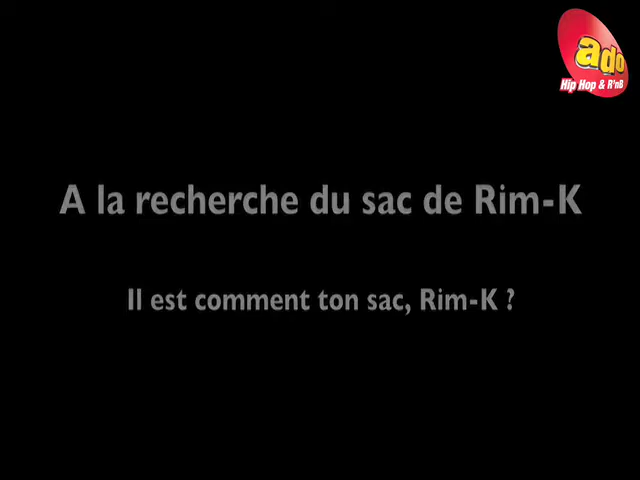 ado
Hip Hop & R'nB
A la recherche du sac de Rim-K
Il est comment ton sac, Rim-K ?